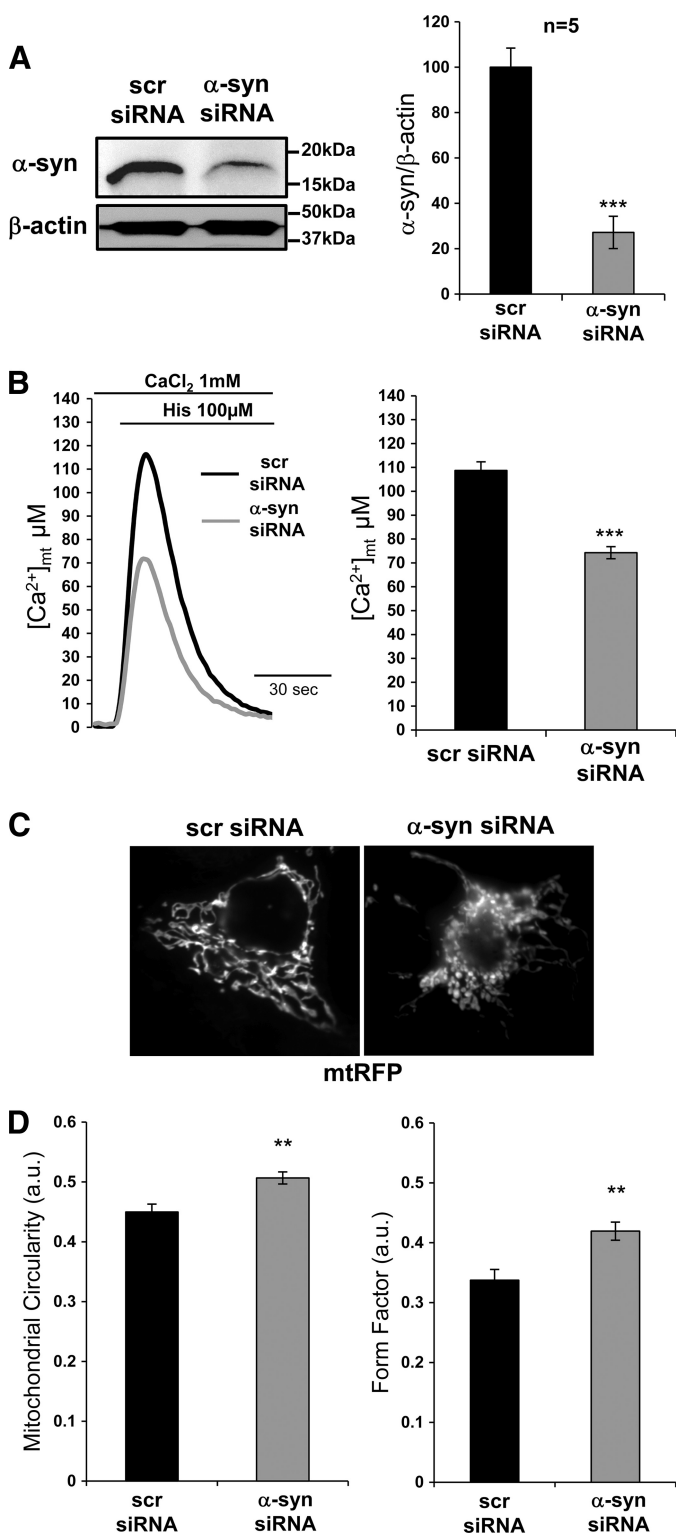 A
scr
siRNA
α-syn
siRNA
α-syn
20kDa
15kDa
β-actin
50kDa
37kDa
n=5
α-syn/β-actin
120
100
80
60
40
20
0
***
scr
siRNA
α-syn
siRNA
B
CaCl₂ 1mM
His 100µM
[Ca²⁺]mt µM
140
130
120
110
100
90
80
70
60
50
40
30
20
10
0
scr
siRNA
α-syn
siRNA
30 sec
[Ca²⁺]mt µM
140
130
120
110
100
90
80
70
60
50
40
30
20
10
0
***
scr siRNA
α-syn
siRNA
C
scr siRNA
α-syn siRNA
mtRFP
D
Mitochondrial Circularity (a.u.)
0.6
0.5
0.4
0.3
0.2
0.1
0
**
scr
siRNA
α-syn
siRNA
Form Factor (a.u.)
0.6
0.5
0.4
0.3
0.2
0.1
0
**
scr
siRNA
α-syn
siRNA